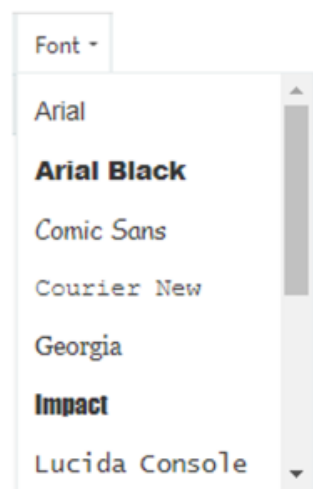 Font
Arial
Arial Black
Comic Sans
Courier New
Georgia
Impact
Lucida Console